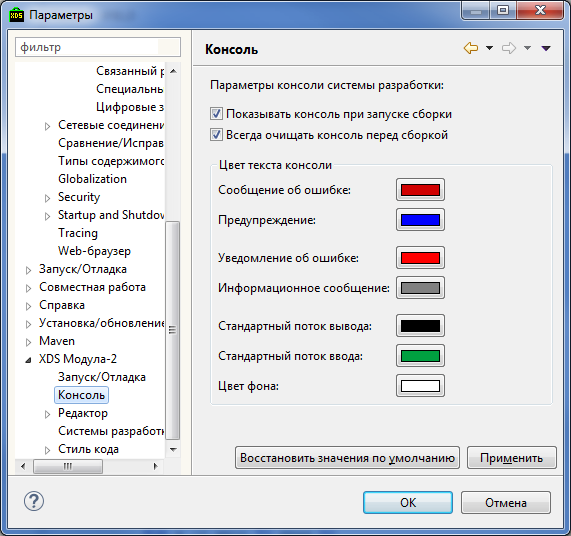 XDS
Параметры
фильтр
Связанный р
Специальны
Цифровые з
Сетевые соединени
Сравнение/Исправ
Типы содержимого
Globalization
Security
Startup and Shutdow
Tracing
Web-браузер
Запуск/Отладка
Совместная работа
Справка
Установка/обновление
Maven
XDS Модула-2
Запуск/Отладка
Консоль
Редактор
Системы разработк
Стиль кода
Консоль
Параметры консоли системы разработки:
Показывать консоль при запуске сборки
Всегда очищать консоль перед сборкой
Цвет текста консоли
Сообщение об ошибке:
Предупреждение:
Уведомление об ошибке:
Информационное сообщение:
Стандартный поток вывода:
Стандартный поток ввода:
Цвет фона:
Восстановить значения по умолчанию
Применить
?
OK
Отмена